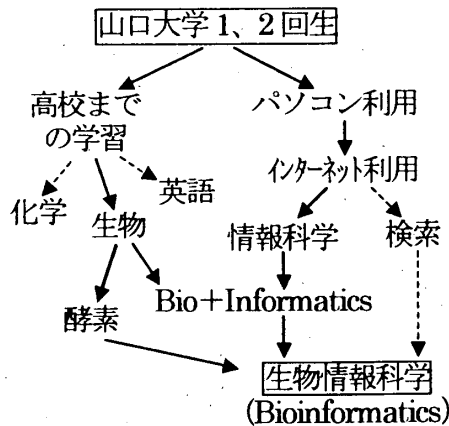 山口大学1、2回生
高校まで
の学習
パソコン利用
インターネット利用
化学
英語
生物
情報科学
検索
酵素
Bio+Informatics
生物情報科学
(Bioinformatics)